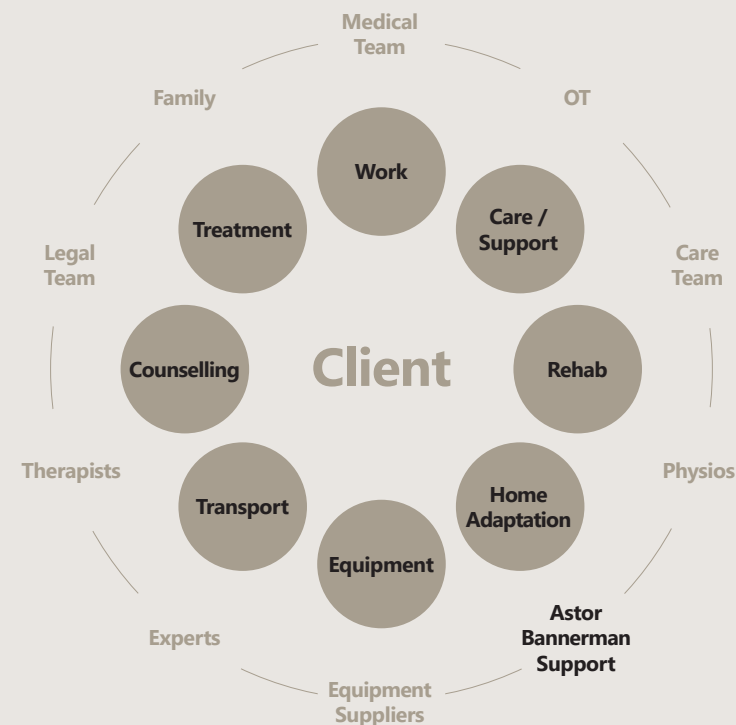 Medical
Team
Family
OT
Work
Treatment
Care /
Support
Legal
Team
Care
Team
Counselling
Client
Rehab
Therapists
Physios
Transport
Home
Adaptation
Equipment
Astor
Bannerman
Support
Experts
Equipment
Suppliers